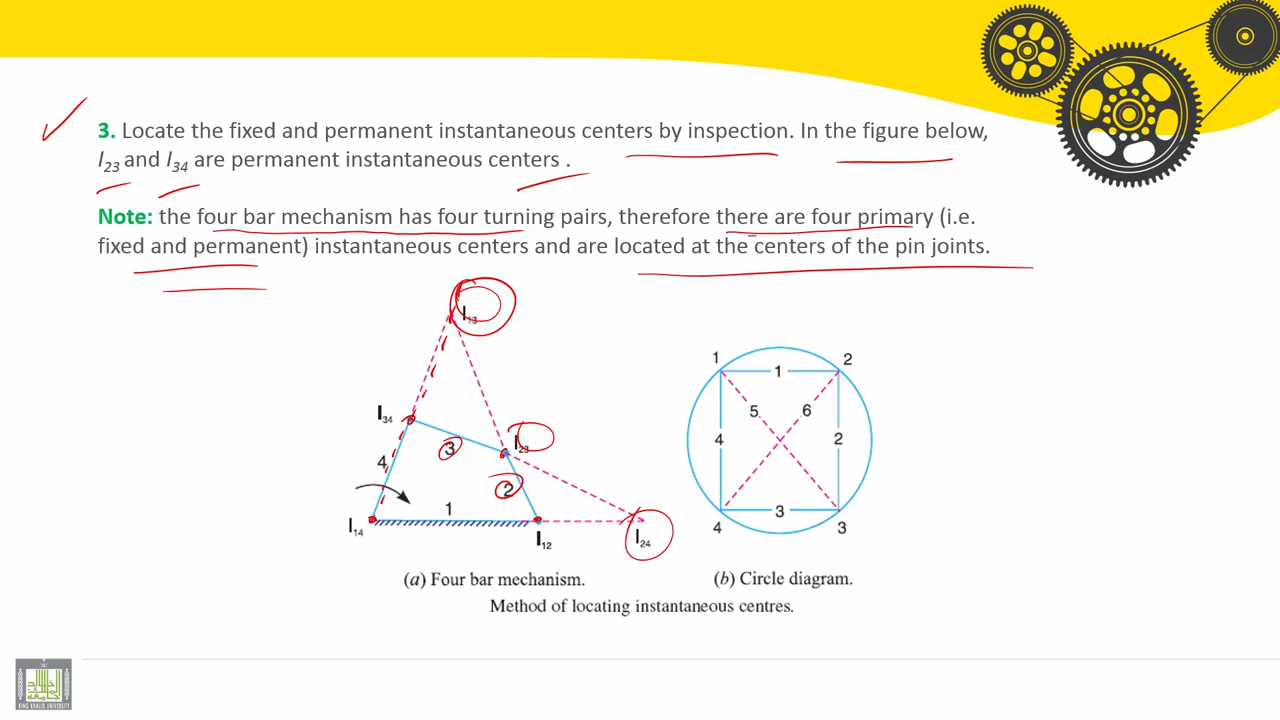 3. Locate the fixed and permanent instantaneous centers by inspection. In the figure below,
I23 and I34 are permanent instantaneous centers .
Note: the four bar mechanism has four turning pairs, therefore there are four primary (i.e.
fixed and permanent) instantaneous centers and are located at the centers of the pin joints.
I13
I34
I23
4
3
2
1
I14
I12
I24
1
2
1
5
6
4
2
3
4
3
(a) Four bar mechanism.
(b) Circle diagram.
Method of locating instantaneous centres.
KING KHALID UNIVERSITY